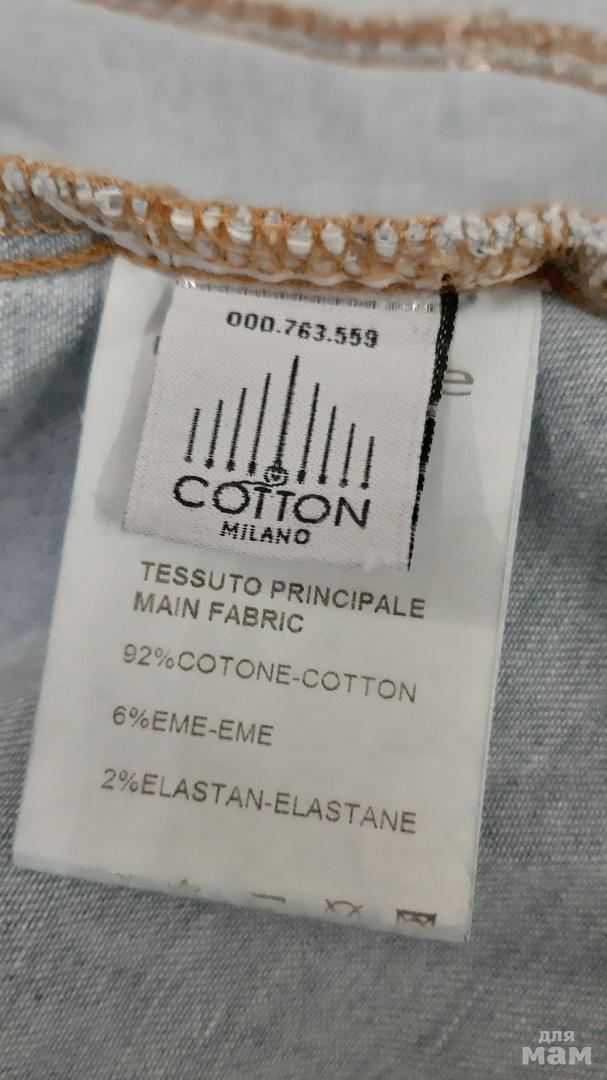 000.763.559
COTTON
MILANO
TESSUTO PRINCIPALE
MAIN FABRIC
92%COTONE-COTTON
6%EME-EME
2%ELASTAN-ELASTANE
для
мам